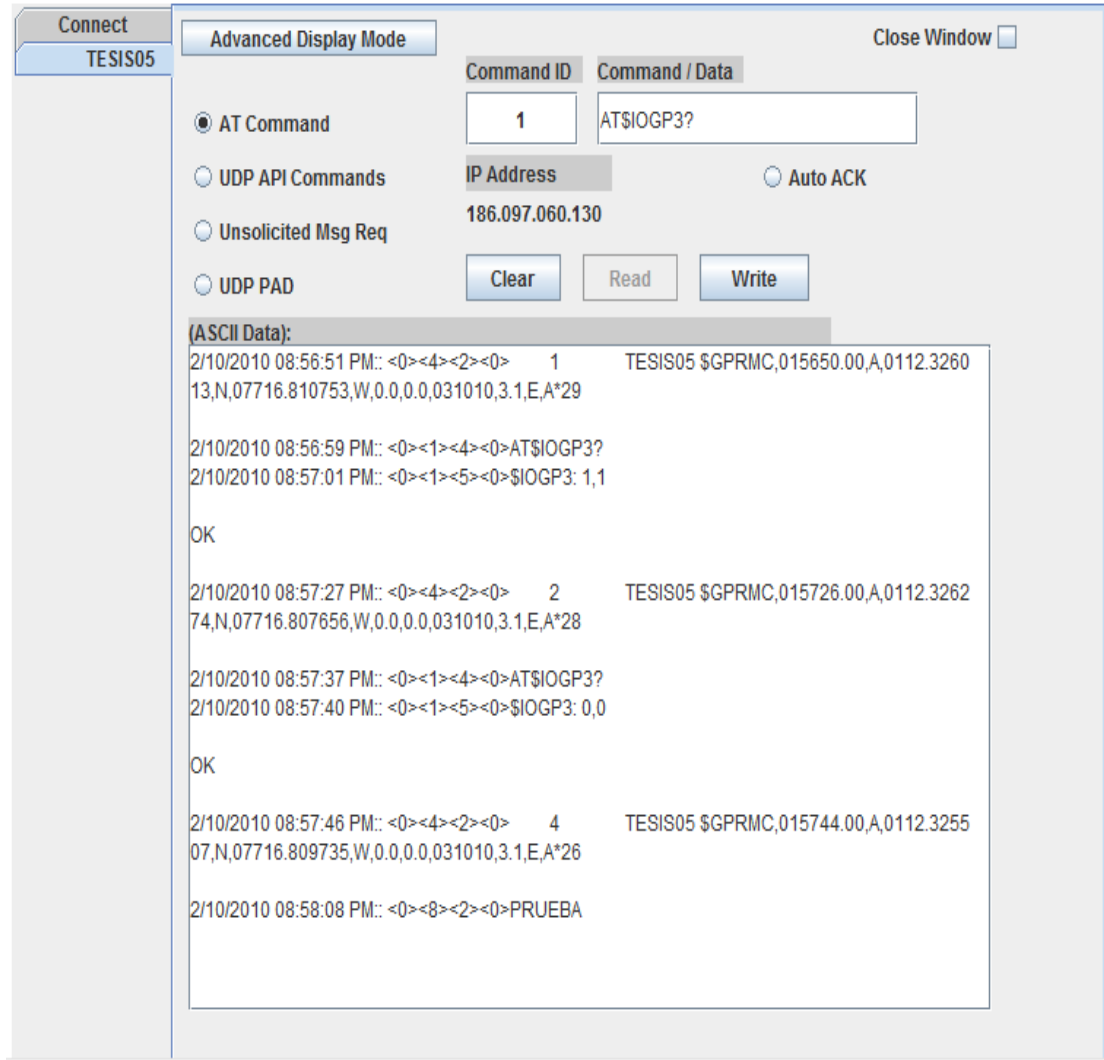 Connect
TESIS05
Advanced Display Mode
Close Window
Command ID Command / Data
AT Command
1
AT$IOGP3?
UDP API Commands
IP Address
Auto ACK
186.097.060.130
Unsolicited Msg Req
UDP PAD
Clear
Read
Write
(ASCII Data):
2/10/2010 08:56:51 PM:: <0><4><2><0> 1 TESIS05 $GPRMC,015650.00,A,0112.3260
13,N,07716.810753,W,0.0,0.0,031010,3.1,E,A*29
2/10/2010 08:56:59 PM:: <0><1><4><0>AT$IOGP3?
2/10/2010 08:57:01 PM:: <0><1><5><0>$IOGP3: 1,1
OK
2/10/2010 08:57:27 PM:: <0><4><2><0> 2 TESIS05 $GPRMC,015726.00,A,0112.3262
74,N,07716.807656,W,0.0,0.0,031010,3.1,E,A*28
2/10/2010 08:57:37 PM:: <0><1><4><0>AT$IOGP3?
2/10/2010 08:57:40 PM:: <0><1><5><0>$IOGP3: 0,0
OK
2/10/2010 08:57:46 PM:: <0><4><2><0> 4 TESIS05 $GPRMC,015744.00,A,0112.3255
07,N,07716.809735,W,0.0,0.0,031010,3.1,E,A*26
2/10/2010 08:58:08 PM:: <0><8><2><0>PRUEBA